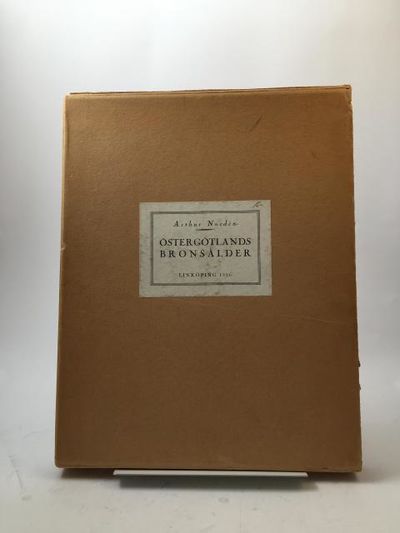 Arthur Nordén
ÖSTERGÖTLANDS
BRONSÅLDER
LINKÖPING